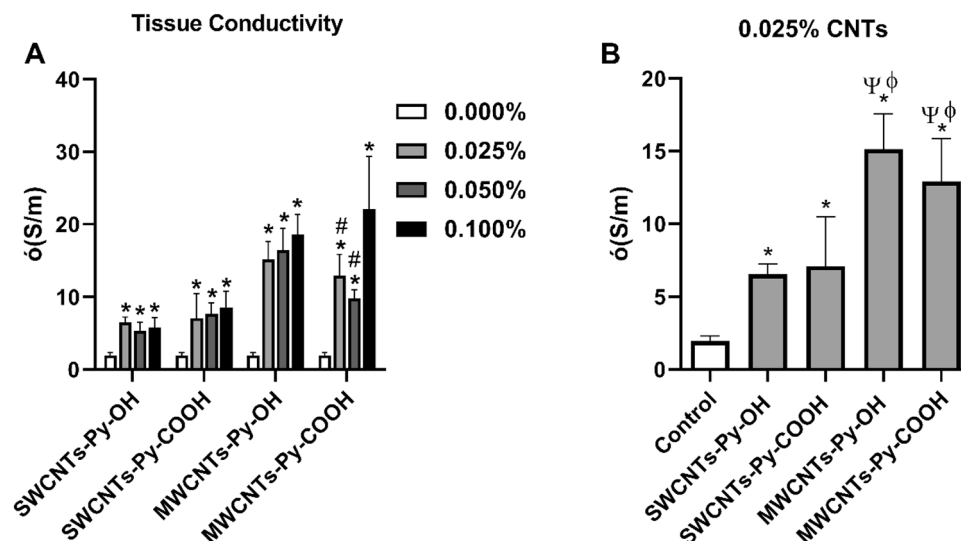 Tissue Conductivity
A
40
30
20
10
0
ó(S/m)
0.000%
0.025%
0.050%
0.100%
* * *
* * *
* * *
#
*
#
*
*
SWCNTs-Py-OH
SWCNTs-Py-COOH
MWCNTs-Py-OH
MWCNTs-Py-COOH
0.025% CNTs
B
20
15
10
5
0
ó(S/m)
*
*
Ψ ϕ
*
Ψ ϕ
*
Control
SWCNTs-Py-OH
SWCNTs-Py-COOH
MWCNTs-Py-OH
MWCNTs-Py-COOH